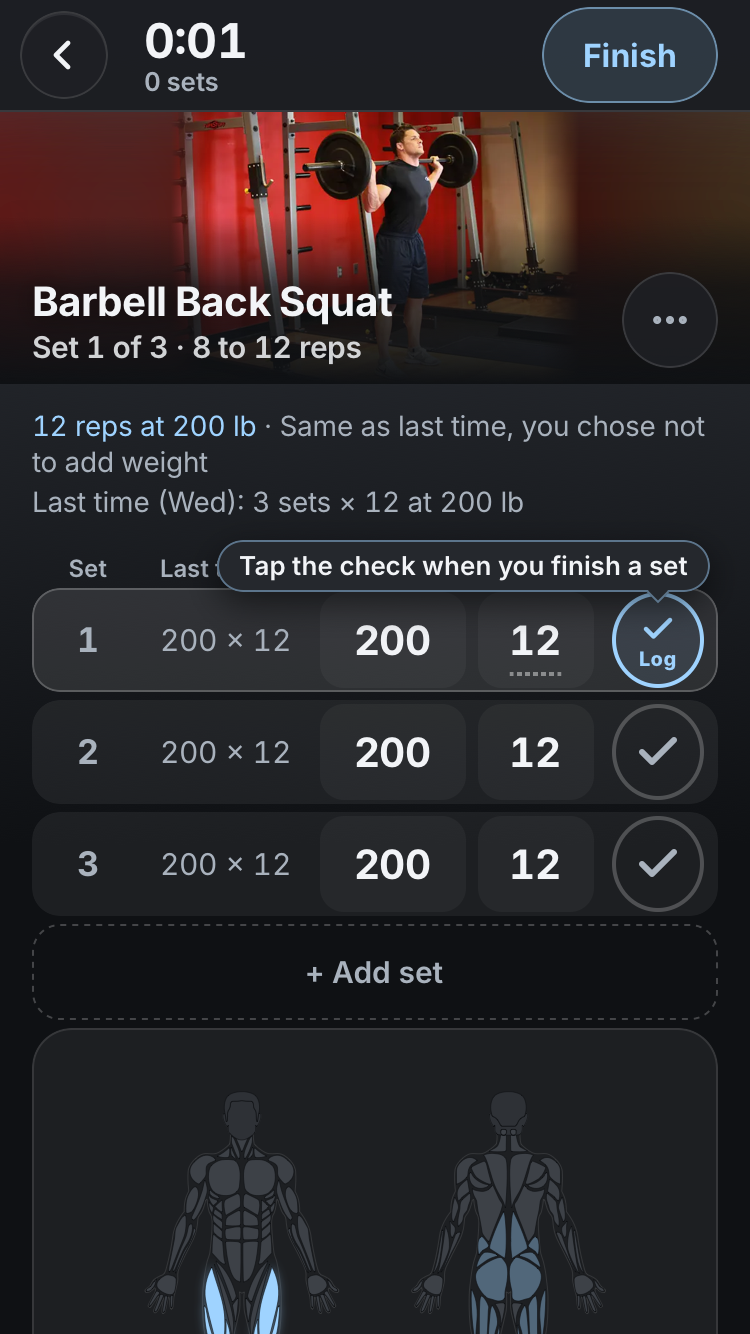 0:01
0 sets
Finish
Barbell Back Squat
Set 1 of 3 · 8 to 12 reps
12 reps at 200 lb · Same as last time, you chose not
to add weight
Last time (Wed): 3 sets × 12 at 200 lb
Set Last
Tap the check when you finish a set
1 200 × 12 200 12 Log
2 200 × 12 200 12
3 200 × 12 200 12
+ Add set